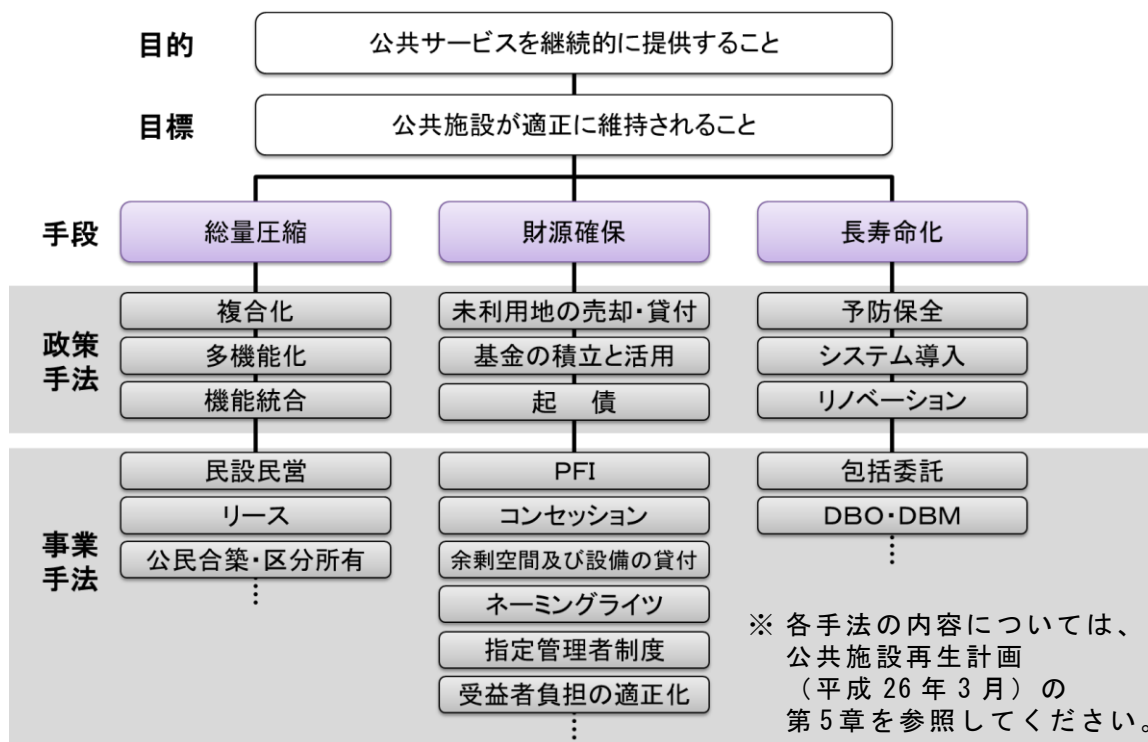 目的
公共サービスを継続的に提供すること
目標
公共施設が適正に維持されること
手段
総量圧縮
財源確保
長寿命化
政策
手法
複合化
多機能化
機能統合
未利用地の売却・貸付
基金の積立と活用
起　債
予防保全
システム導入
リノベーション
事業
手法
民設民営
リース
公民合築・区分所有
⋮
PFI
コンセッション
余剰空間及び設備の貸付
ネーミングライツ
指定管理者制度
受益者負担の適正化
⋮
包括委託
DBO・DBM
⋮
※ 各手法の内容については、
公共施設再生計画
（平成 26 年 3 月）の
第 5 章を参照してください。